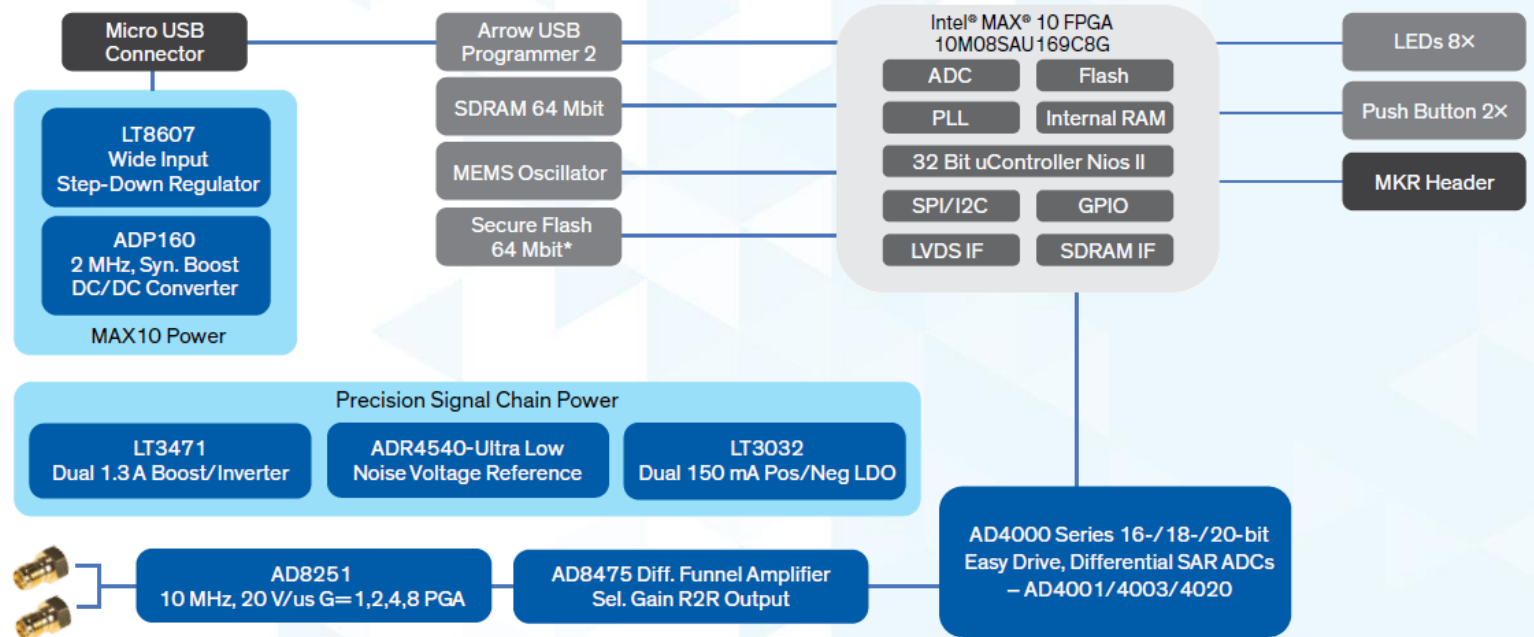 Micro USB
Connector
Arrow USB
Programmer 2
Intel® MAX® 10 FPGA
10M08SAU169C8G
LEDs 8×
ADC
Flash
SDRAM 64 Mbit
PLL
Internal RAM
Push Button 2×
LT8607
Wide Input
Step-Down Regulator
MEMS Oscillator
32 Bit uController Nios II
MKR Header
SPI/I2C
GPIO
Secure Flash
64 Mbit*
LVDS IF
SDRAM IF
ADP160
2 MHz, Syn. Boost
DC/DC Converter
MAX10 Power
Precision Signal Chain Power
LT3471
Dual 1.3 A Boost/Inverter
ADR4540-Ultra Low
Noise Voltage Reference
LT3032
Dual 150 mA Pos/Neg LDO
AD8251
10 MHz, 20 V/us G=1,2,4,8 PGA
AD8475 Diff. Funnel Amplifier
Sel. Gain R2R Output
AD4000 Series 16-/18-/20-bit
Easy Drive, Differential SAR ADCs
– AD4001/4003/4020